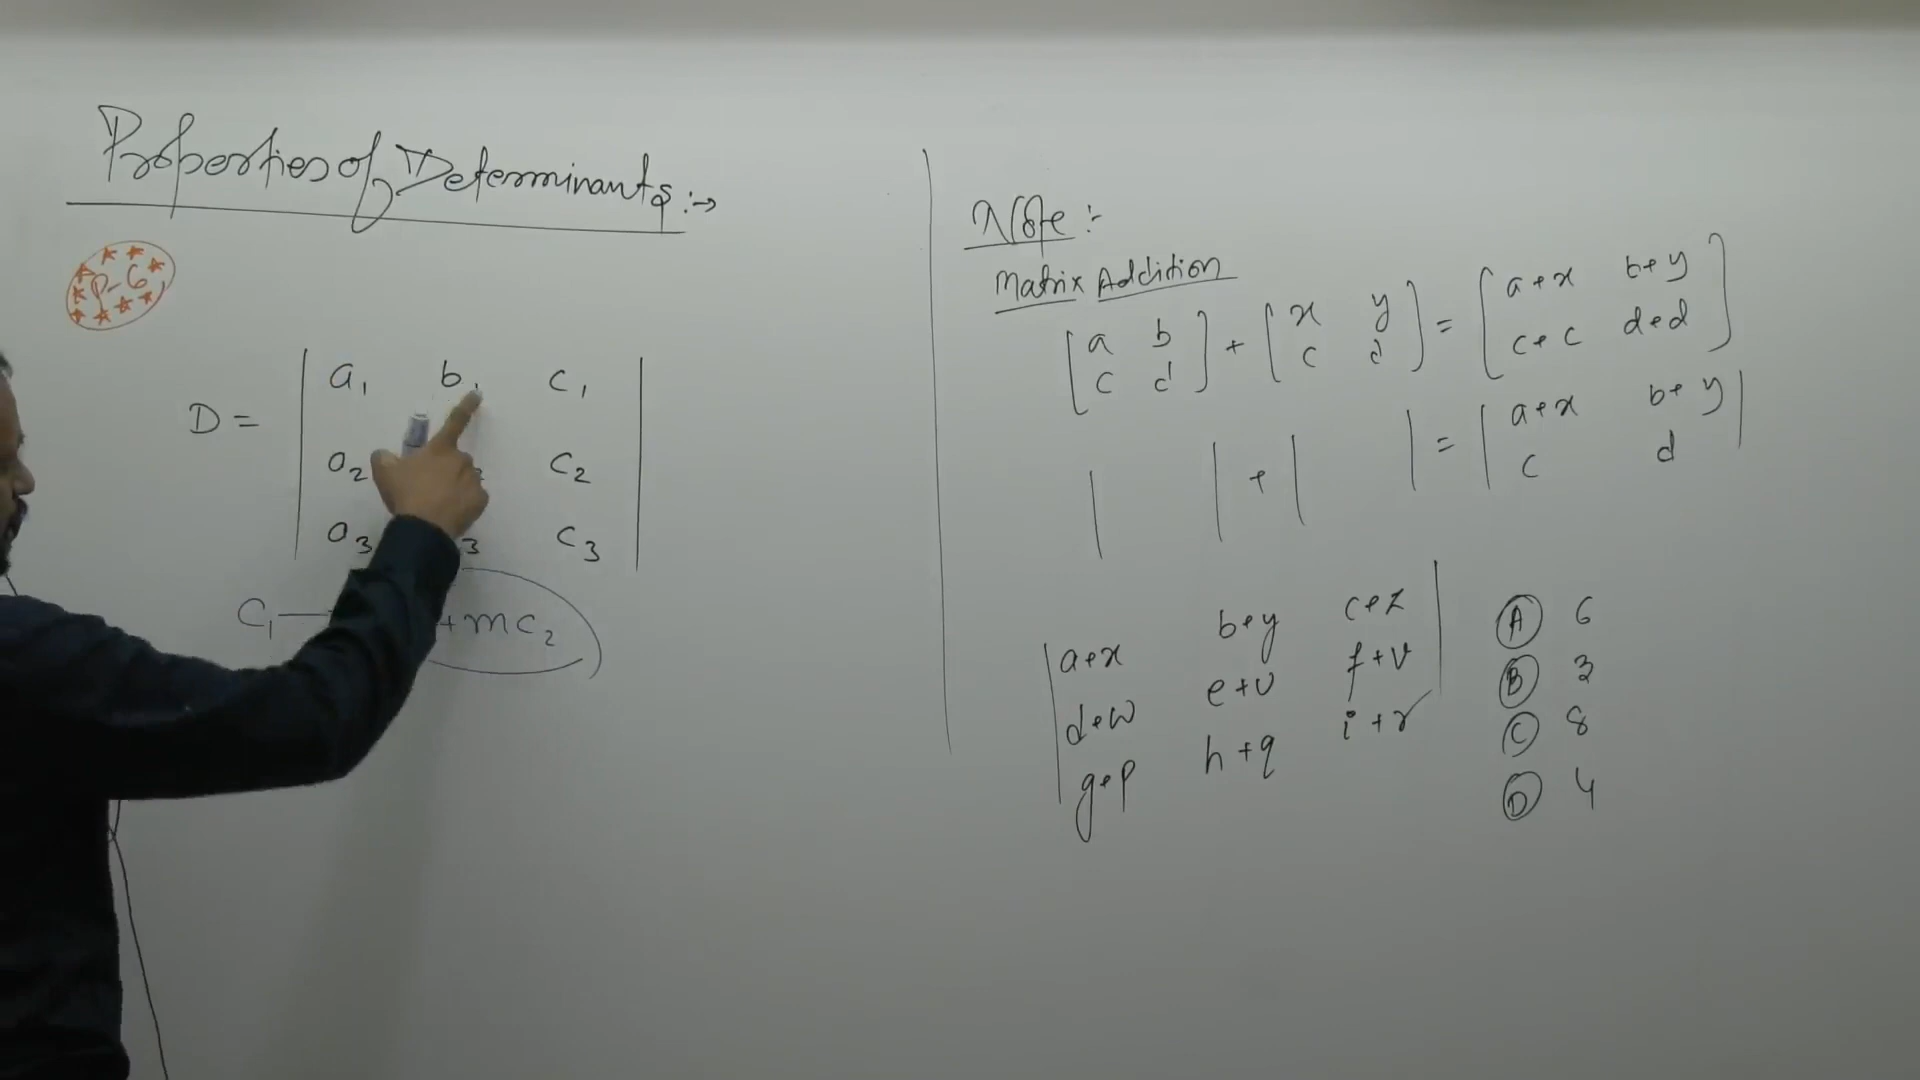 Properties of Determinants :→
P-6
D = | a₁ b₁ c₁ |
a₂ c₂
a₃ 3 c₃
C₁ — +mC₂
Note :-
Matrix Addition
[ a b ] + [ x y ] = [ a+x b+y ]
[ c d ] [ c d ] [ c+c d+d ]
| | + | | = | a+x b+y |
c d
| a+x b+y c+z |
d+w e+u f+v
g+p h+q i+r
(A) 6
(B) 3
(C) 8
(D) 4